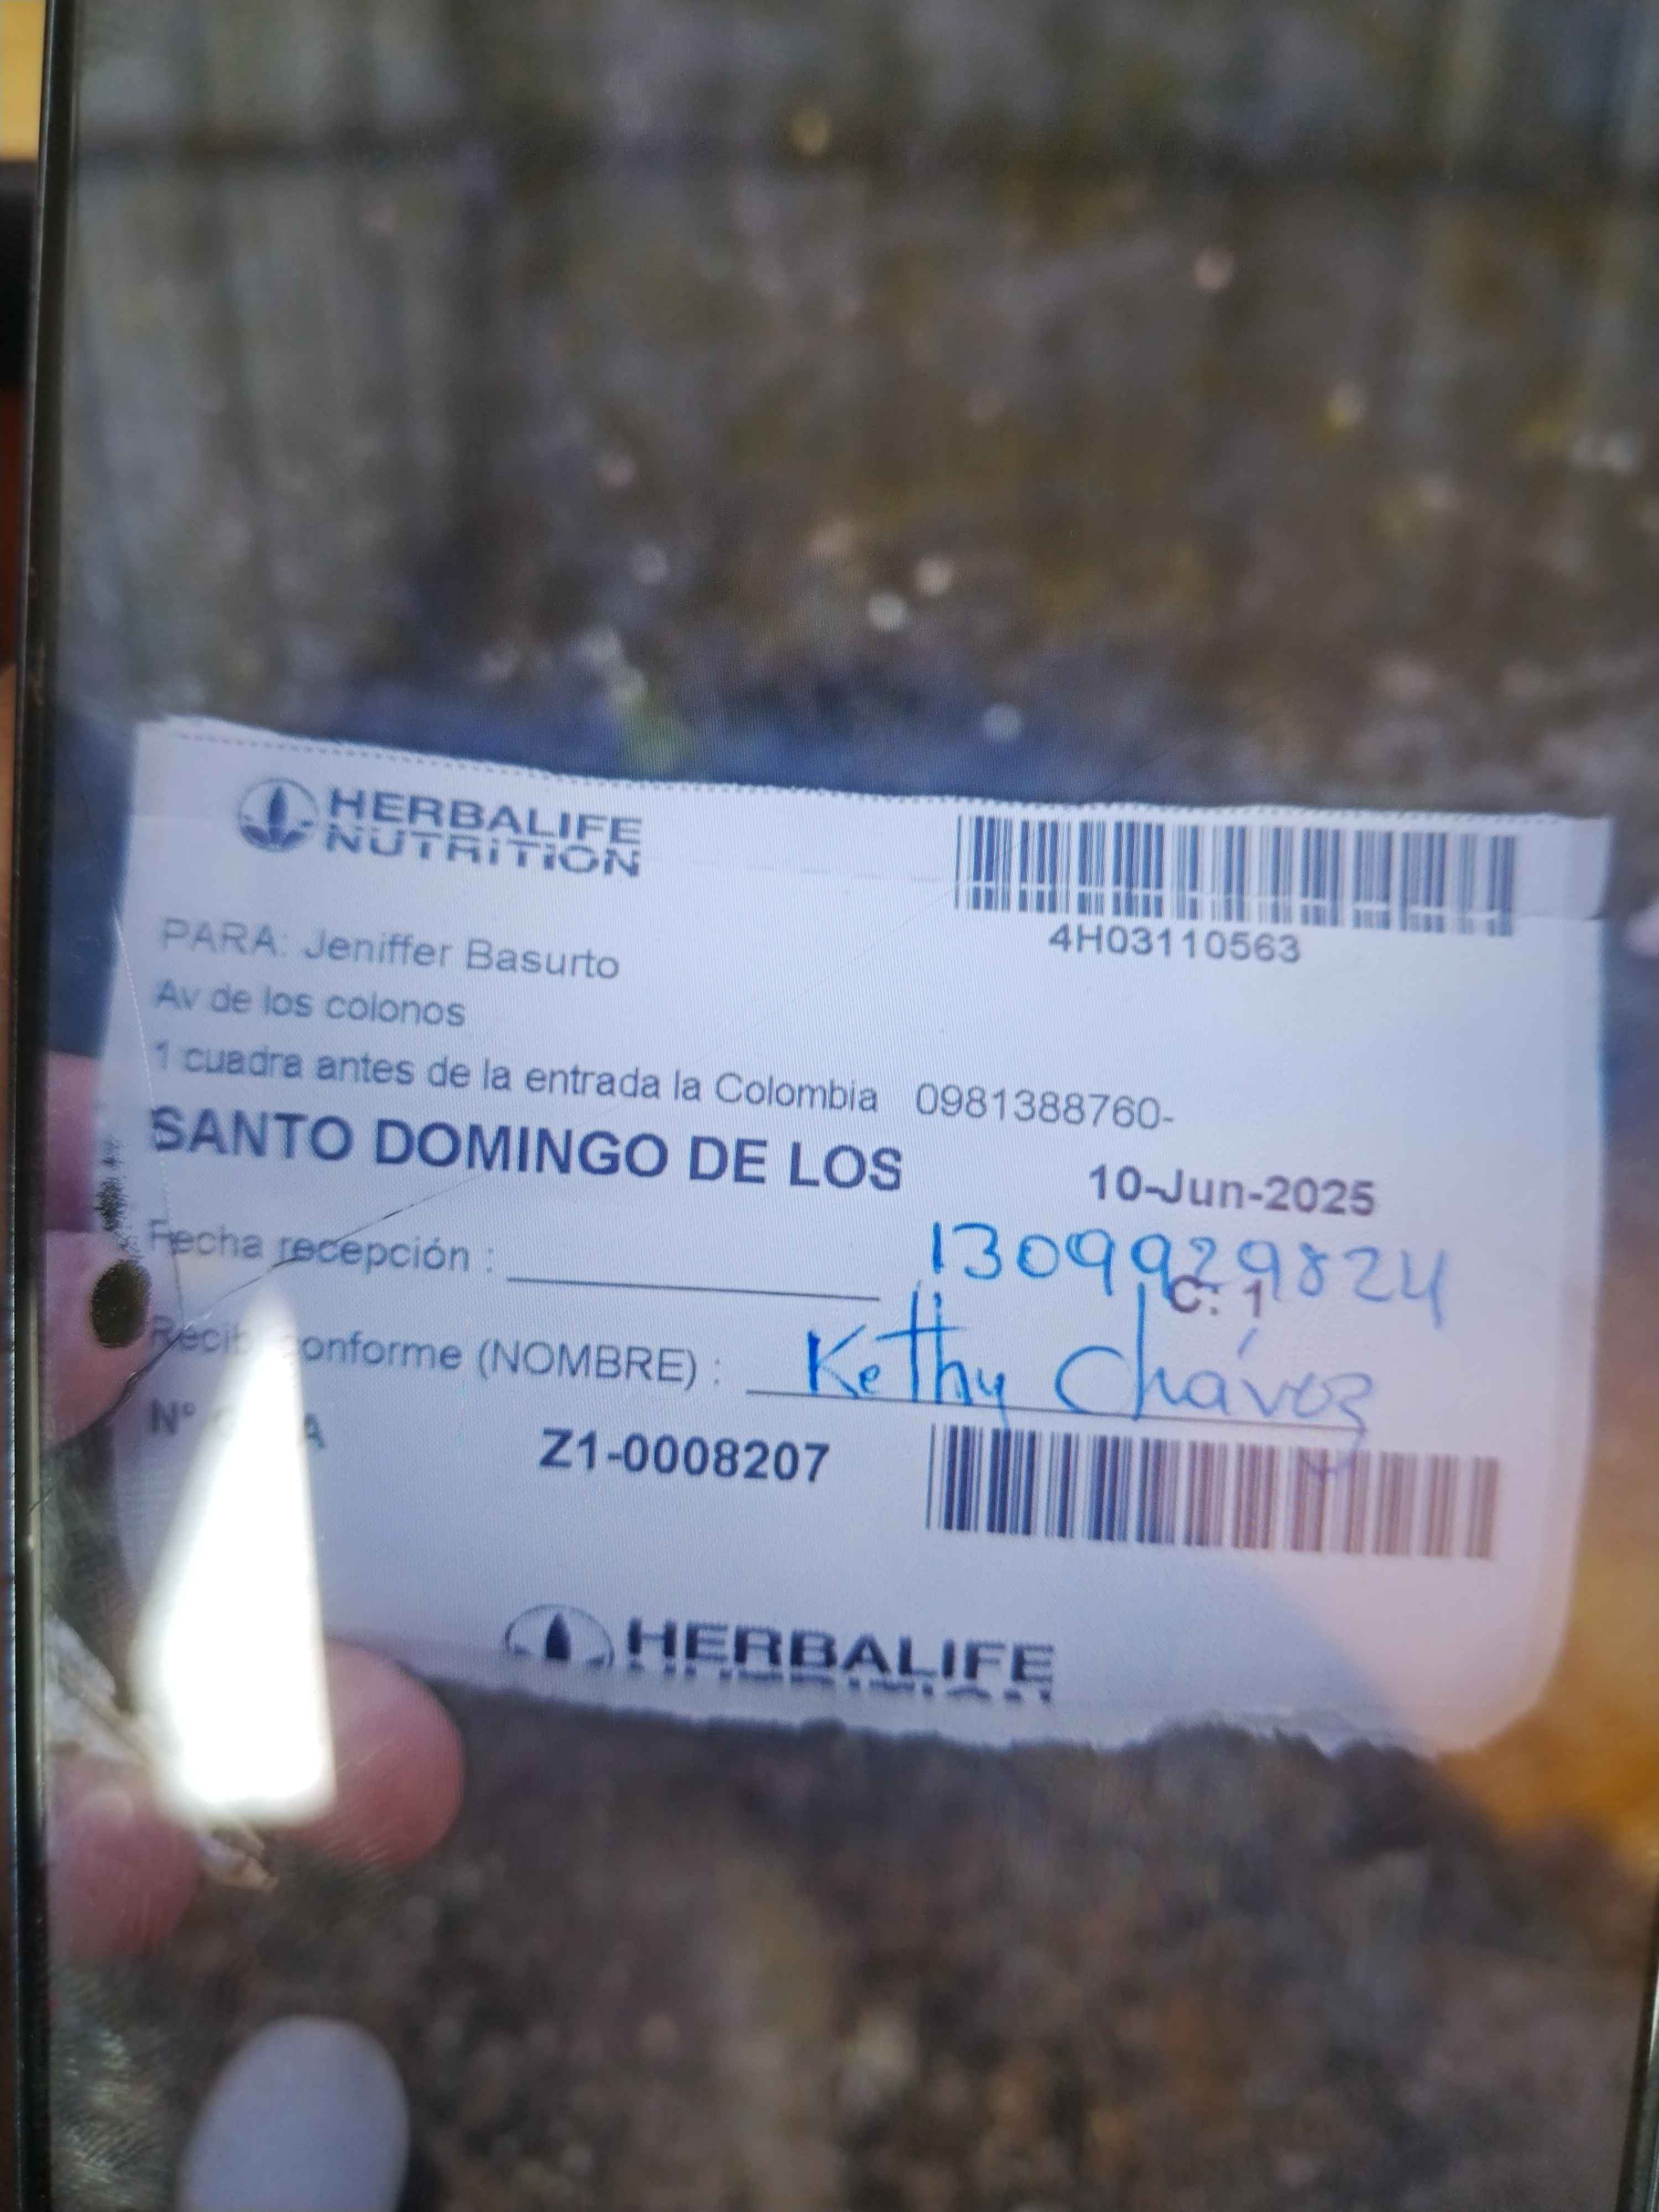 HERBALIFE
NUTRITION
4H03110563
PARA: Jeniffer Basurto
Av de los colonos
1 cuadra antes de la entrada la Colombia 0981388760-
SANTO DOMINGO DE LOS
10-Jun-2025
1309929824
Fecha recepción :
C: 1
conforme (NOMBRE) : Kethy Chávez
N°
Z1-0008207
HERBALIFE